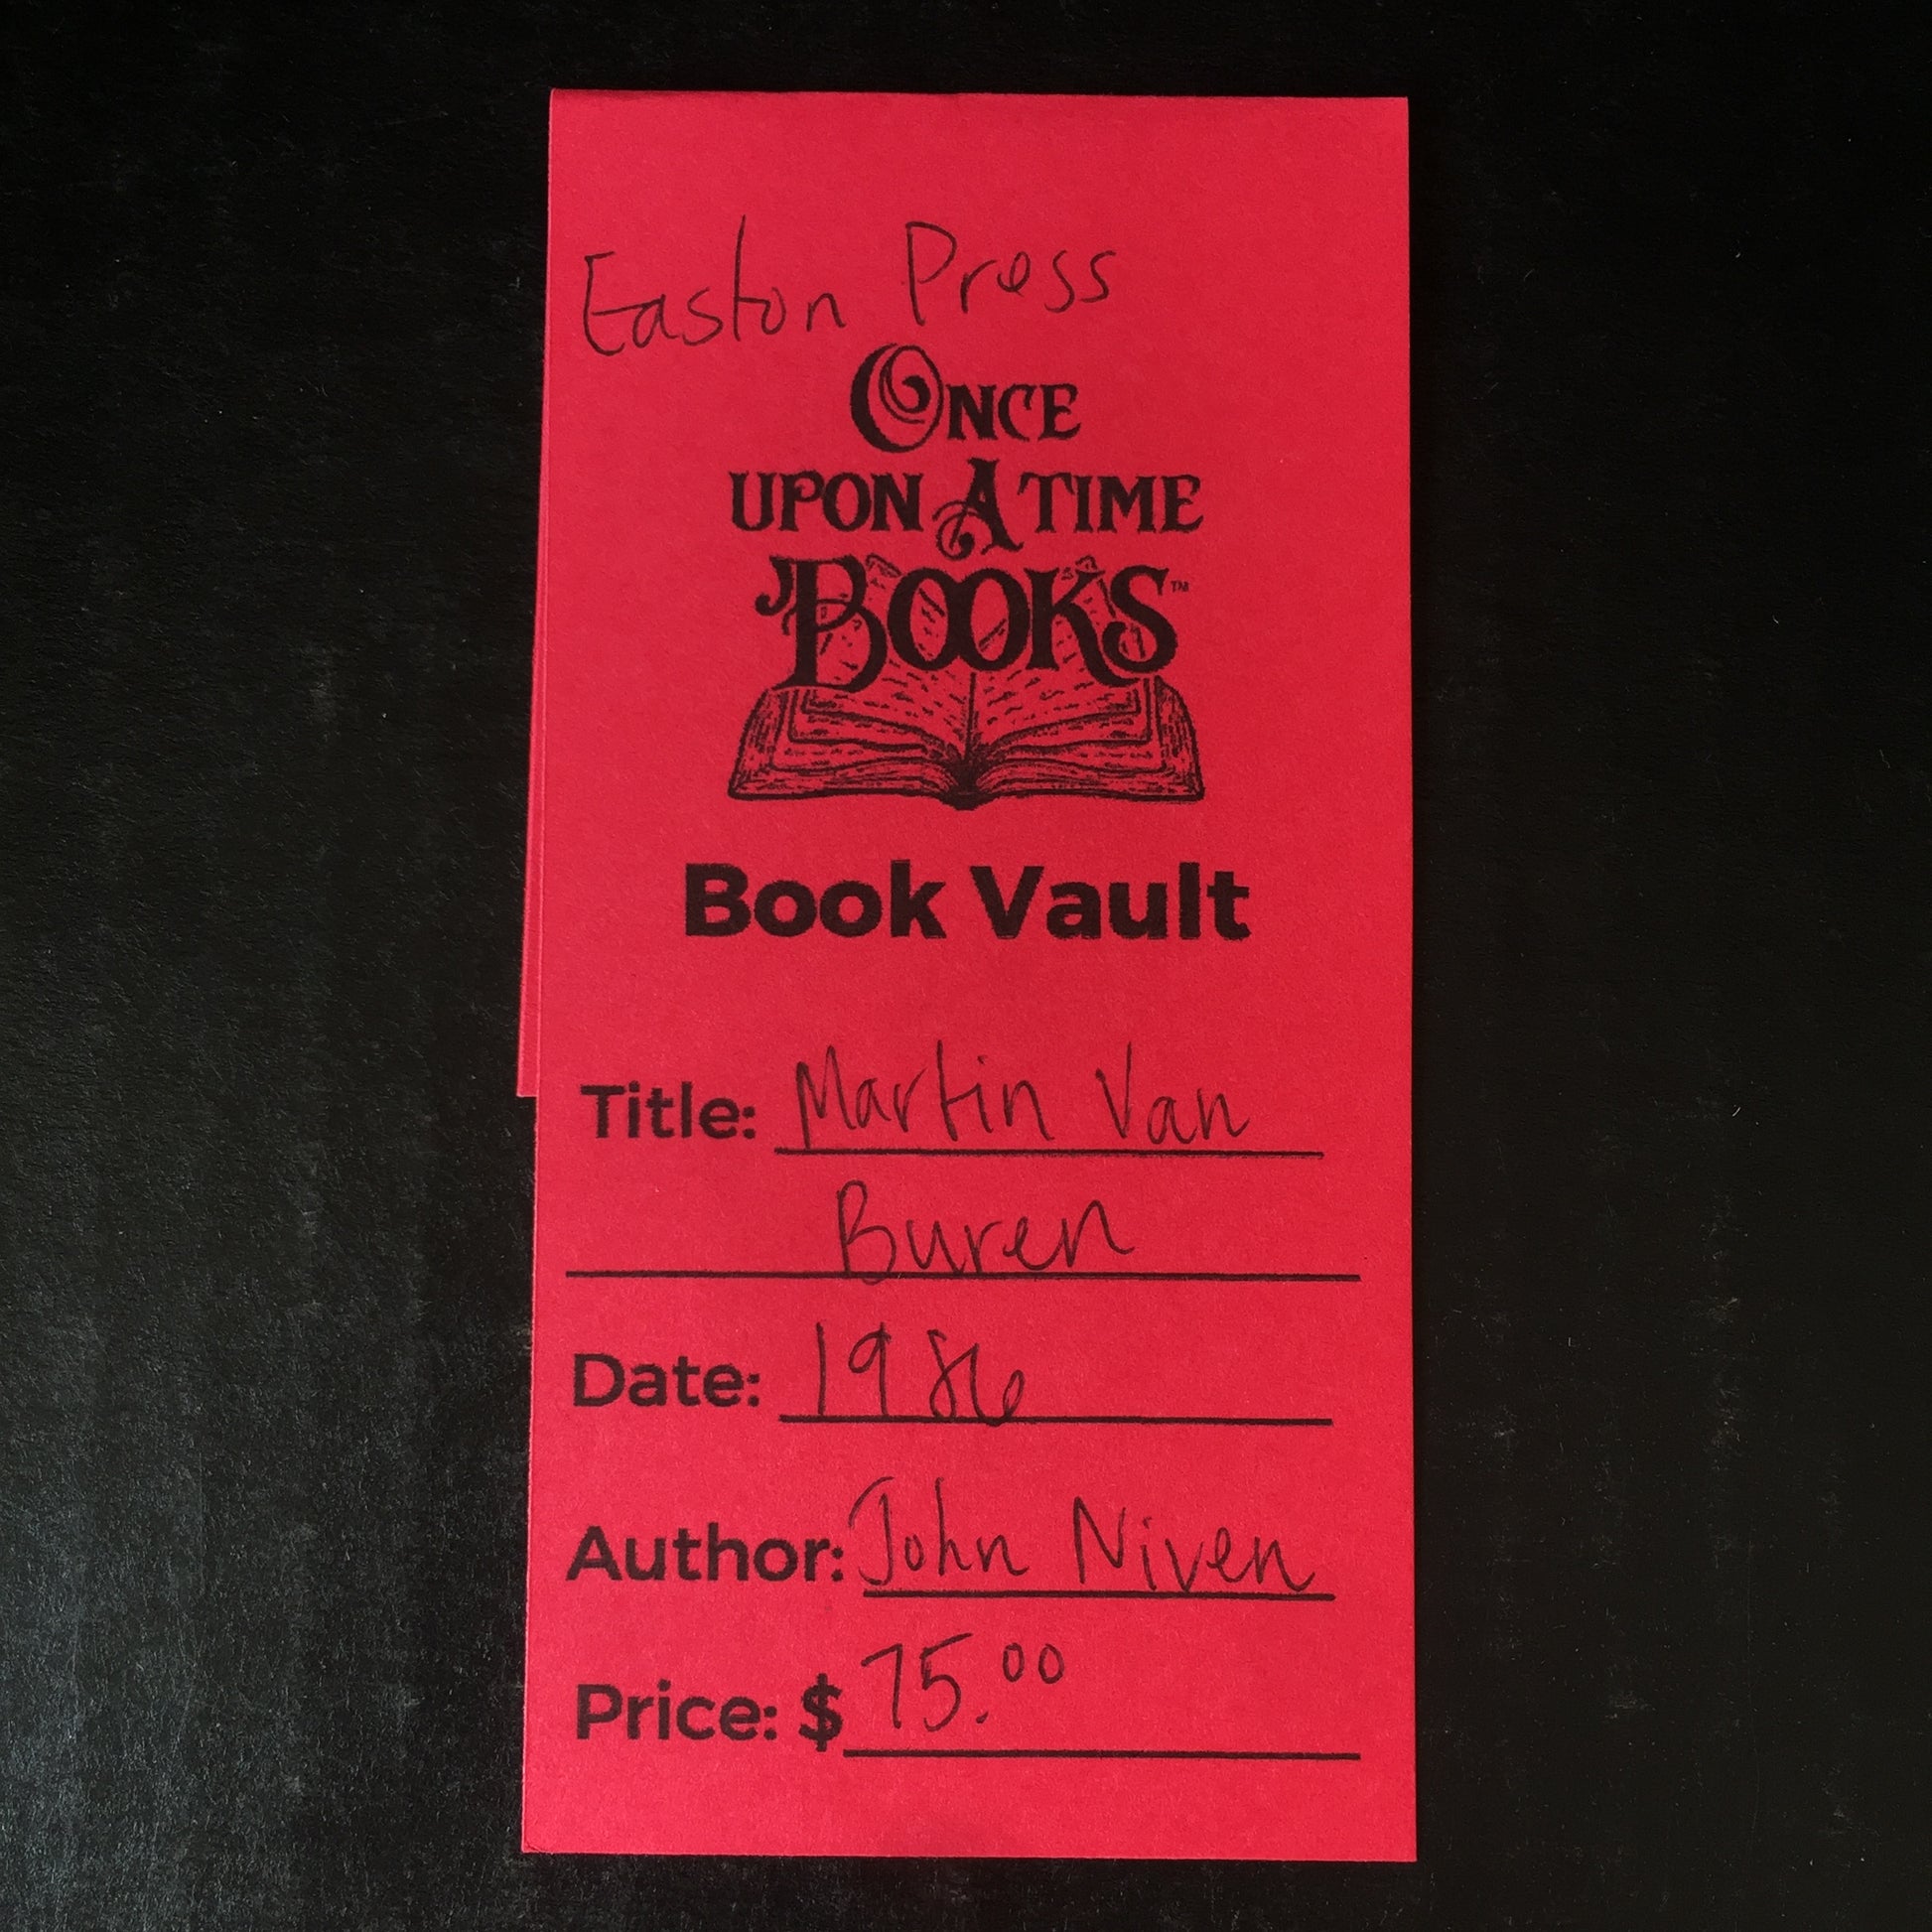 Easton Press
ONCE
UPON A TIME
BOOKS™
Book Vault
Title: Martin Van
Buren
Date: 1986
Author: John Niven
Price: $75.00